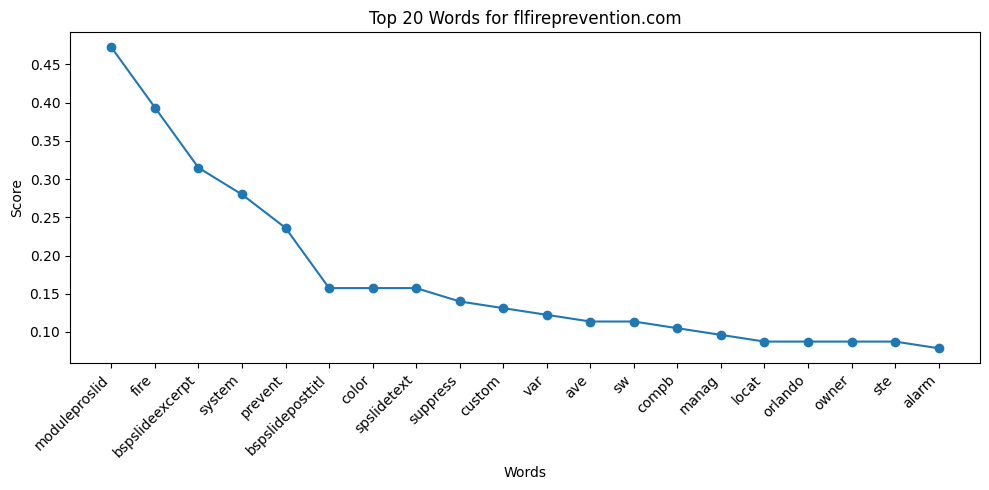 Top 20 Words for flfireprevention.com
Score
0.45
0.40
0.35
0.30
0.25
0.20
0.15
0.10
moduleproslid
fire
bspslideexcerpt
system
prevent
bspslideposttitl
color
spslidetext
suppress
custom
var
ave
sw
compb
manag
locat
orlando
owner
ste
alarm
Words